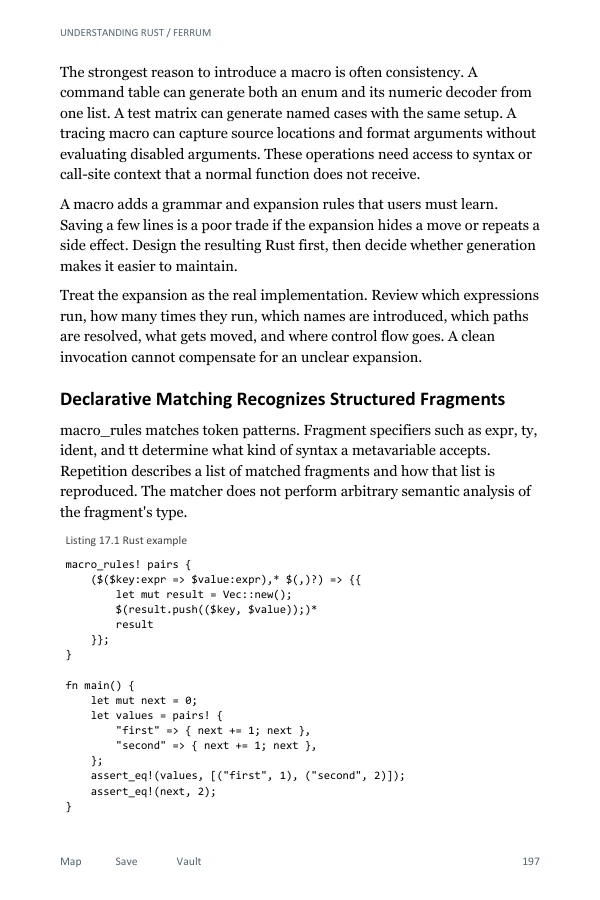 UNDERSTANDING RUST / FERRUM
The strongest reason to introduce a macro is often consistency. A
command table can generate both an enum and its numeric decoder from
one list. A test matrix can generate named cases with the same setup. A
tracing macro can capture source locations and format arguments without
evaluating disabled arguments. These operations need access to syntax or
call-site context that a normal function does not receive.
A macro adds a grammar and expansion rules that users must learn.
Saving a few lines is a poor trade if the expansion hides a move or repeats a
side effect. Design the resulting Rust first, then decide whether generation
makes it easier to maintain.
Treat the expansion as the real implementation. Review which expressions
run, how many times they run, which names are introduced, which paths
are resolved, what gets moved, and where control flow goes. A clean
invocation cannot compensate for an unclear expansion.
Declarative Matching Recognizes Structured Fragments
macro_rules matches token patterns. Fragment specifiers such as expr, ty,
ident, and tt determine what kind of syntax a metavariable accepts.
Repetition describes a list of matched fragments and how that list is
reproduced. The matcher does not perform arbitrary semantic analysis of
the fragment's type.
Listing 17.1 Rust example
macro_rules! pairs {
    ($($key:expr => $value:expr),* $(,)?) => {{
        let mut result = Vec::new();
        $(result.push(($key, $value));)*
        result
    }};
}
fn main() {
    let mut next = 0;
    let values = pairs! {
        "first" => { next += 1; next },
        "second" => { next += 1; next },
    };
    assert_eq!(values, [("first", 1), ("second", 2)]);
    assert_eq!(next, 2);
}
Map Save Vault 197